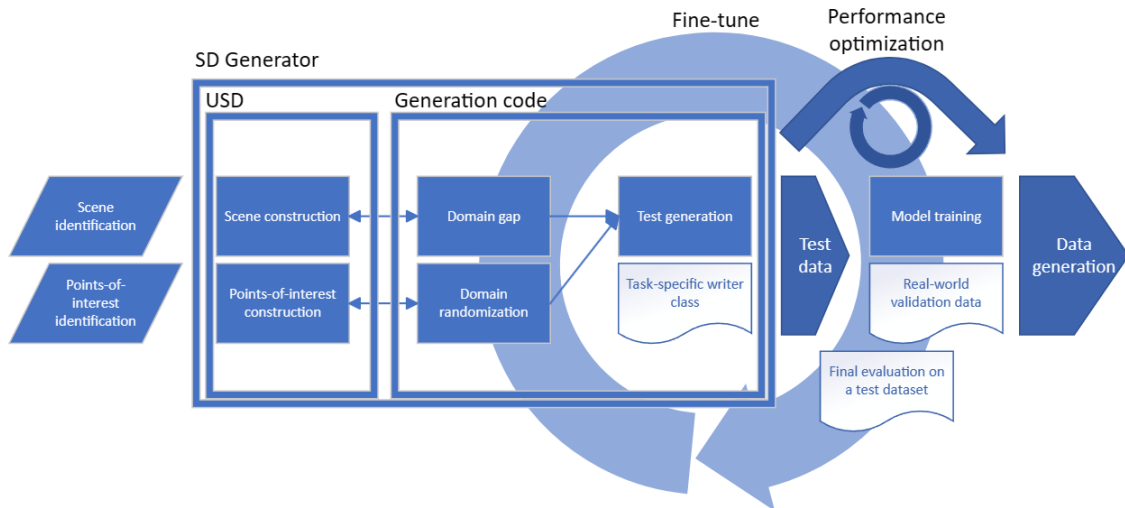 Fine-tune
Performance
optimization
SD Generator
USD
Generation code
Scene
identification
Scene construction
Domain gap
Test generation
Test
data
Model training
Data
generation
Points-of-
interest identification
Points-of-interest
construction
Domain
randomization
Task-specific writer
class
Real-world
validation data
Final evaluation on
a test dataset